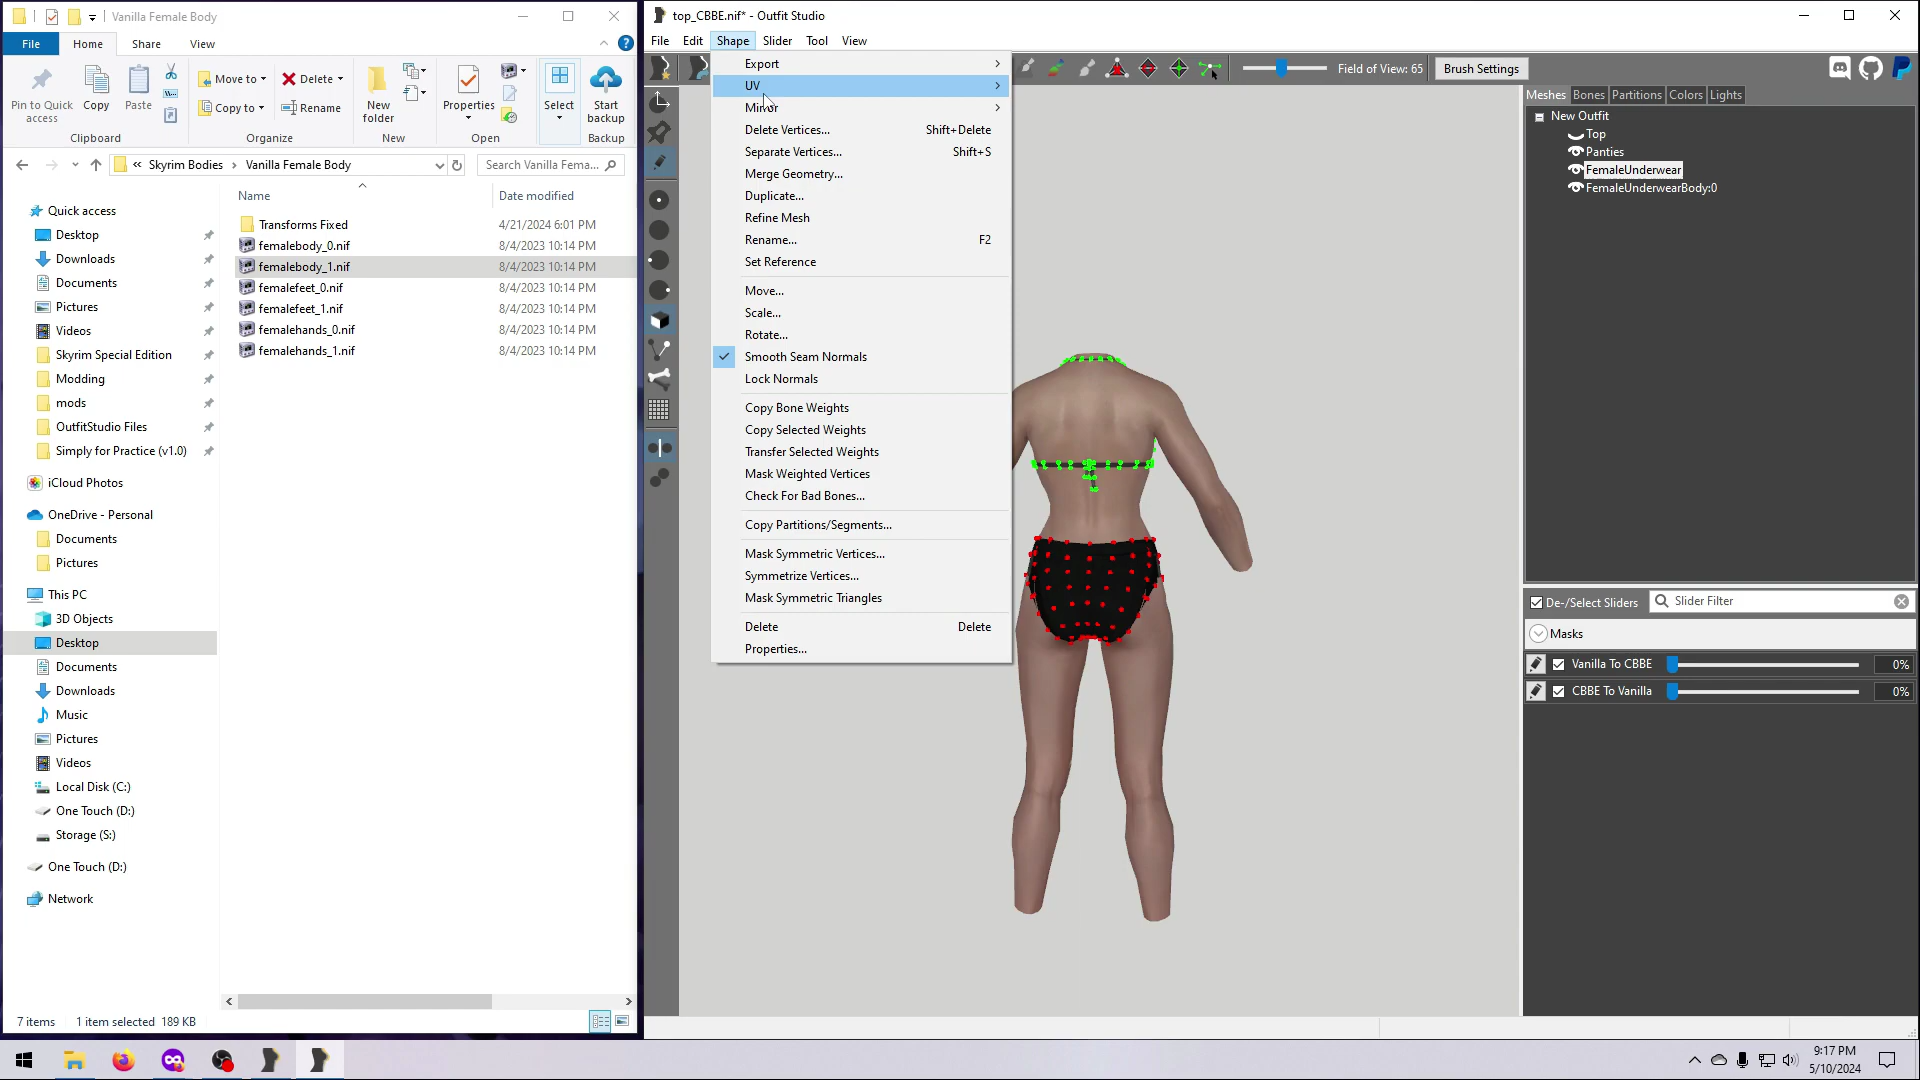 Vanilla Female Body
File
Home
Share
View
Pin to Quick access
Copy
Paste
Clipboard
Move to
Copy to
Delete
Rename
Organize
New folder
New
Properties
Open
Select
Start backup
Backup
«
Skyrim Bodies
Vanilla Female Body
Search Vanilla Fema...
Name
Date modified
Quick access
Desktop
Downloads
Documents
Pictures
Videos
Skyrim Special Edition
Modding
mods
OutfitStudio Files
Simply for Practice (v1.0)
iCloud Photos
OneDrive - Personal
Documents
Pictures
This PC
3D Objects
Desktop
Documents
Downloads
Music
Pictures
Videos
Local Disk (C:)
One Touch (D:)
Storage (S:)
One Touch (D:)
Network
Transforms Fixed 4/21/2024 6:01 PM
femalebody_0.nif 8/4/2023 10:14 PM
femalebody_1.nif 8/4/2023 10:14 PM
femalefeet_0.nif 8/4/2023 10:14 PM
femalefeet_1.nif 8/4/2023 10:14 PM
femalehands_0.nif 8/4/2023 10:14 PM
femalehands_1.nif 8/4/2023 10:14 PM
7 items 1 item selected 189 KB
top_CBBE.nif* - Outfit Studio
File Edit Shape Slider Tool View
Export
UV
Mirror
Delete Vertices... Shift+Delete
Separate Vertices... Shift+S
Merge Geometry...
Duplicate...
Refine Mesh
Rename... F2
Set Reference
Move...
Scale...
Rotate...
Smooth Seam Normals
Lock Normals
Copy Bone Weights
Copy Selected Weights
Transfer Selected Weights
Mask Weighted Vertices
Check For Bad Bones...
Copy Partitions/Segments...
Mask Symmetric Vertices...
Symmetrize Vertices...
Mask Symmetric Triangles
Delete Delete
Properties...
Field of View: 65
Brush Settings
Meshes Bones Partitions Colors Lights
New Outfit
Top
Panties
FemaleUnderwear
FemaleUnderwearBody:0
De-/Select Sliders
Slider Filter
Masks
Vanilla To CBBE 0%
CBBE To Vanilla 0%
9:17 PM
5/10/2024